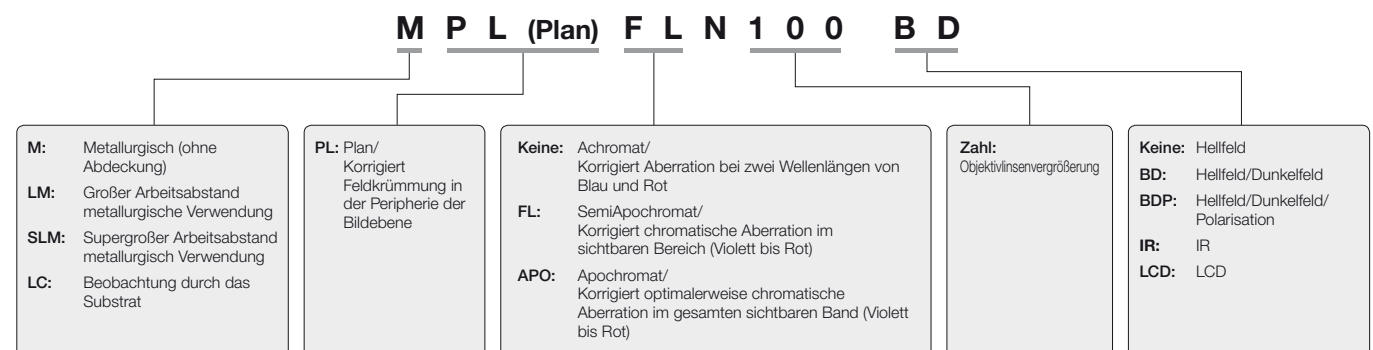 M P L (Plan) F L N 1 0 0 B D
M: Metallurgisch (ohne
Abdeckung)
LM: Großer Arbeitsabstand
metallurgische Verwendung
SLM: Supergroßer Arbeitsabstand
metallurgisch Verwendung
LC: Beobachtung durch das
Substrat
PL: Plan/
Korrigiert
Feldkrümmung in
der Peripherie der
Bildebene
Keine: Achromat/
Korrigiert Aberration bei zwei Wellenlängen von
Blau und Rot
FL: SemiApochromat/
Korrigiert chromatische Aberration im
sichtbaren Bereich (Violett bis Rot)
APO: Apochromat/
Korrigiert optimalerweise chromatische
Aberration im gesamten sichtbaren Band (Violett
bis Rot)
Zahl:
Objektivlinsenvergrößerung
Keine: Hellfeld
BD: Hellfeld/Dunkelfeld
BDP: Hellfeld/Dunkelfeld/
Polarisation
IR: IR
LCD: LCD